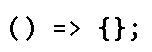 () => {};